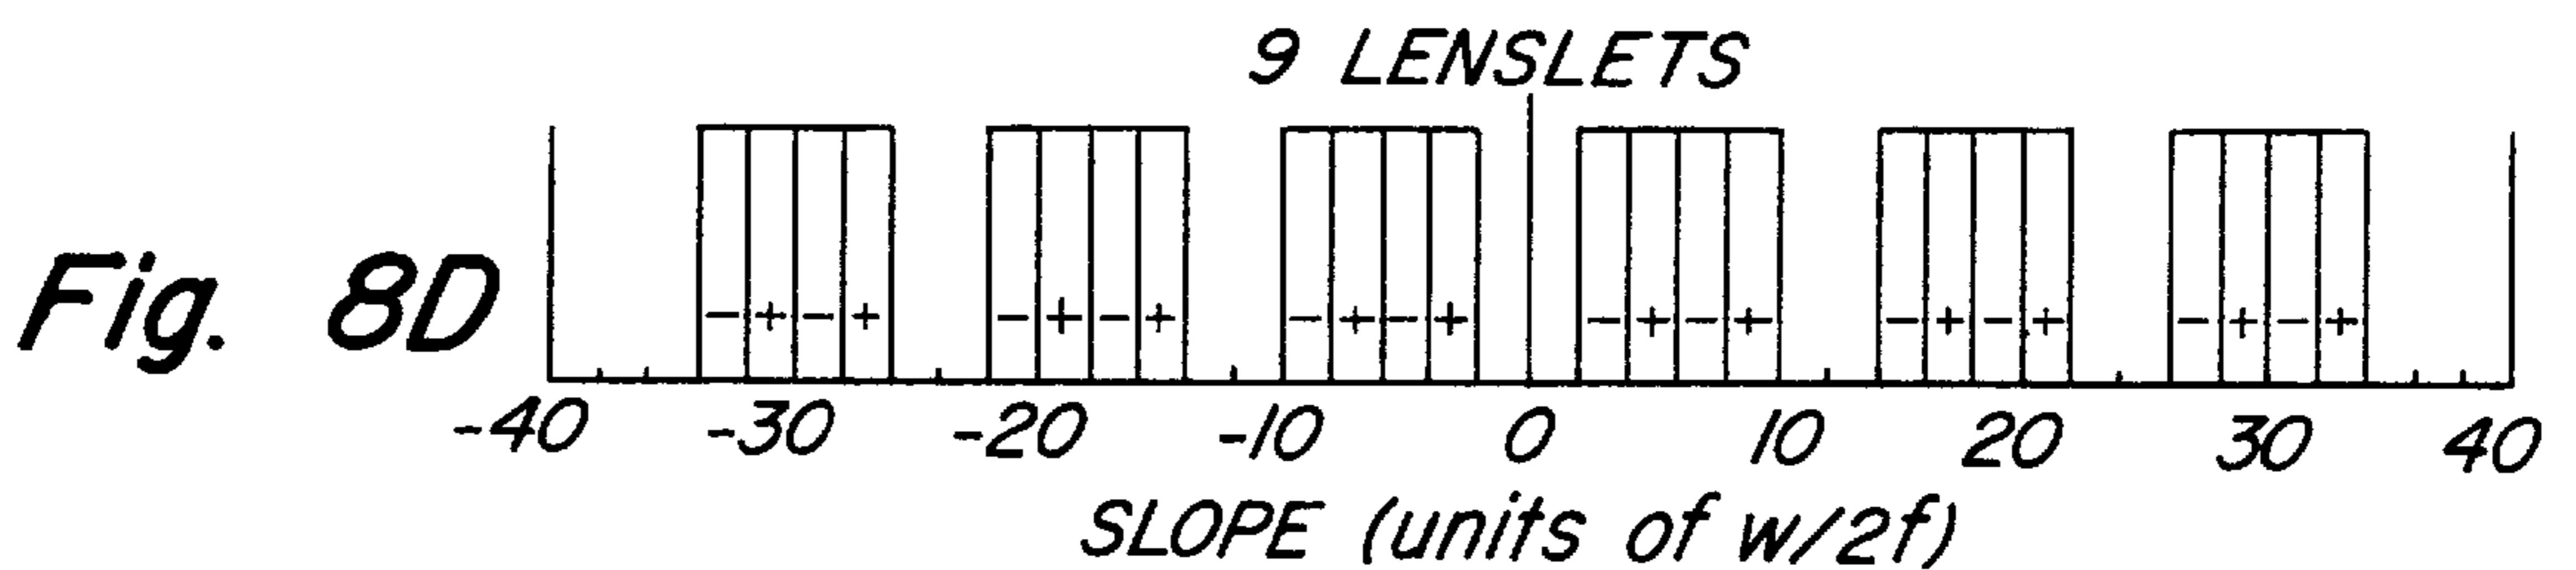 9 LENSLETS
- + - + - + - + - + - + - + - + - + - + - + - +
Fig. 8D
-40 -30 -20 -10 0 10 20 30 40
SLOPE (units of w/2f)